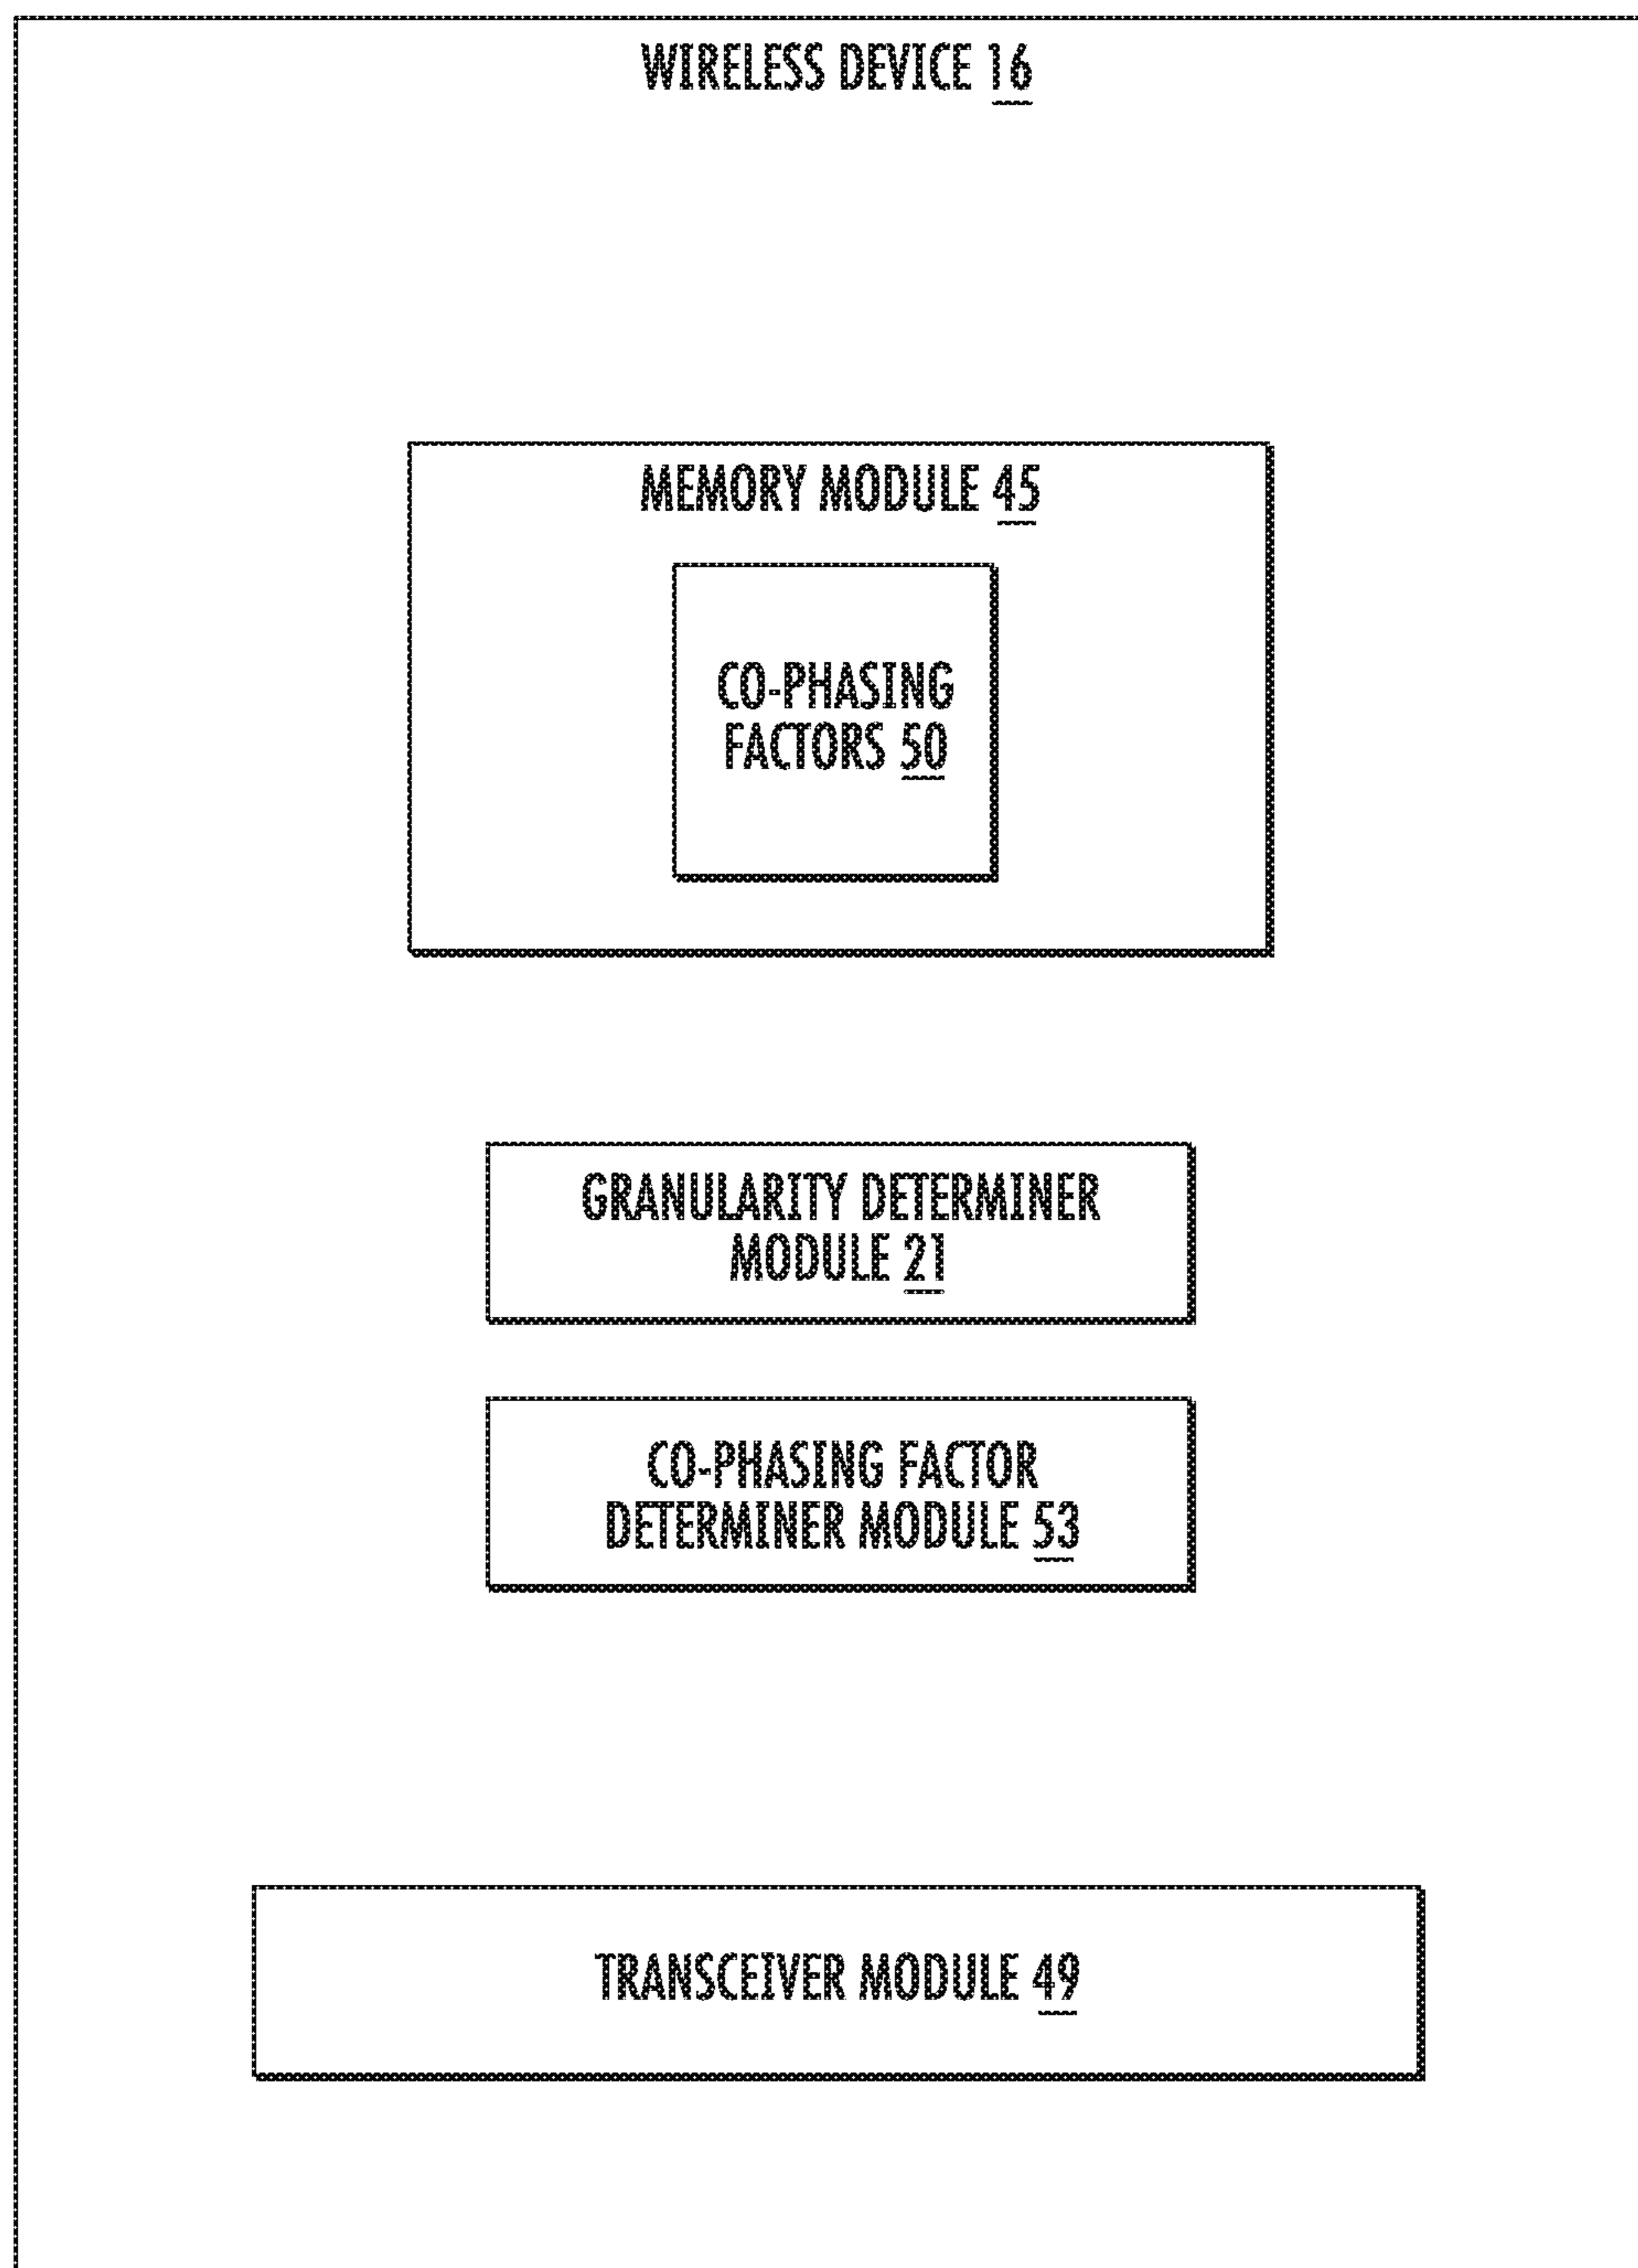 WIRELESS DEVICE 16
MEMORY MODULE 45
CO-PHASING
FACTORS 50
GRANULARITY DETERMINER
MODULE 21
CO-PHASING FACTOR
DETERMINER MODULE 53
TRANSCEIVER MODULE 49